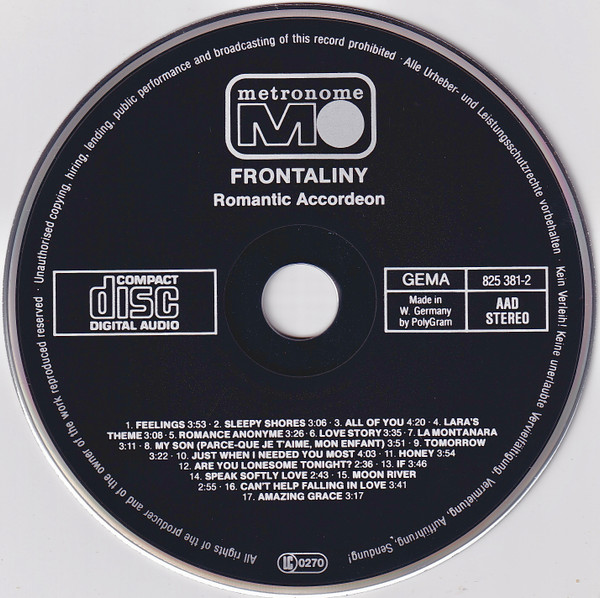 Unauthorised copying, hiring, lending, public performance and broadcasting of this record prohibited · Alle Urheber- und Leistungsschutzrechte vorbehalten · Kein Verleih! Keine unerlaubte Vervielfältigung, Vermietung, Aufführung, Sendung!
metronome
M
FRONTALINY
Romantic Accordeon
COMPACT
disc
DIGITAL AUDIO
GEMA
825 381-2
Made in
W. Germany
by PolyGram
AAD
STEREO
1. FEELINGS 3:53 · 2. SLEEPY SHORES 3:06 · 3. ALL OF YOU 4:20 · 4. LARA'S
THEME 3:08 · 5. ROMANCE ANONYME 3:26 · 6. LOVE STORY 3:35 · 7. LA MONTANARA
3:11 · 8. MY SON (PARCE-QUE JE T'AIME, MON ENFANT) 3:51 · 9. TOMORROW
3:22 · 10. JUST WHEN I NEEDED YOU MOST 4:03 · 11. HONEY 3:54
12. ARE YOU LONESOME TONIGHT? 2:36 · 13. IF 3:46
14. SPEAK SOFTLY LOVE 2:43 · 15. MOON RIVER
2:55 · 16. CAN'T HELP FALLING IN LOVE 3:41
17. AMAZING GRACE 3:17
All rights of the producer and of the owner of the work reproduced reserved ·
LC 0270